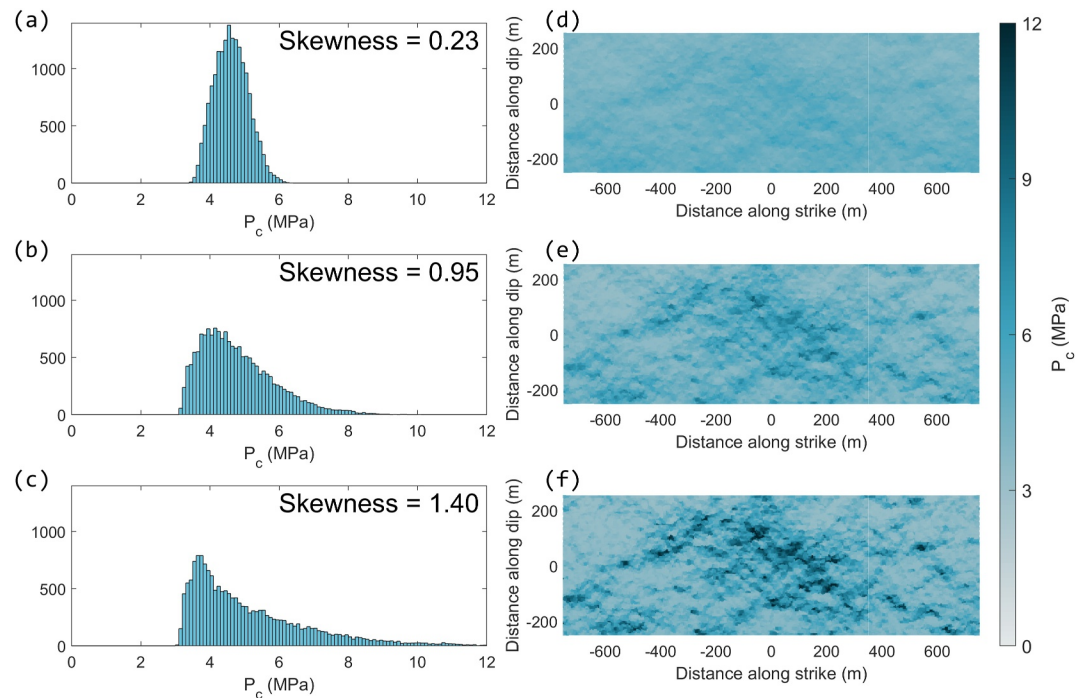 (a)
Skewness = 0.23
1000
500
0
0 2 4 6 8 10 12
P_c (MPa)
(b)
Skewness = 0.95
1000
500
0
0 2 4 6 8 10 12
P_c (MPa)
(c)
Skewness = 1.40
1000
500
0
0 2 4 6 8 10 12
P_c (MPa)
(d)
Distance along dip (m)
200
0
-200
-600 -400 -200 0 200 400 600
Distance along strike (m)
(e)
Distance along dip (m)
200
0
-200
-600 -400 -200 0 200 400 600
Distance along strike (m)
(f)
Distance along dip (m)
200
0
-200
-600 -400 -200 0 200 400 600
Distance along strike (m)
12
9
6
3
0
P_c (MPa)